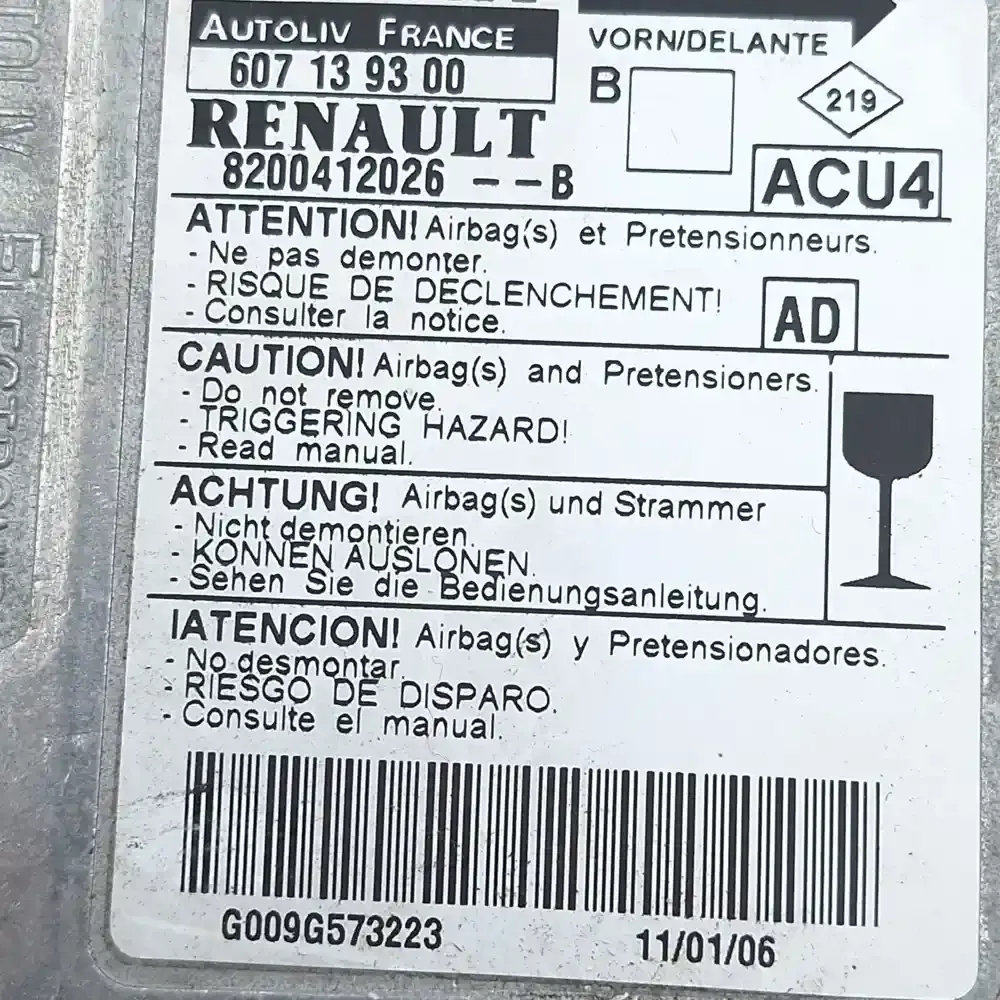 AUTOLIV FRANCE
607 13 93 00
RENAULT
8200412026 --B
VORN/DELANTE
B
219
ACU4
ATTENTION! Airbag(s) et Pretensionneurs.
- Ne pas demonter.
- RISQUE DE DECLENCHEMENT!
- Consulter la notice.
AD
CAUTION! Airbag(s) and Pretensioners.
- Do not remove.
- TRIGGERING HAZARD!
- Read manual.
ACHTUNG! Airbag(s) und Strammer
- Nicht demontieren.
- KONNEN AUSLONEN.
- Sehen Sie die Bedienungsanleitung.
IATENCION! Airbag(s) y Pretensionadores.
- No desmontar.
- RIESGO DE DISPARO.
- Consulte el manual.
G009G573223
11/01/06